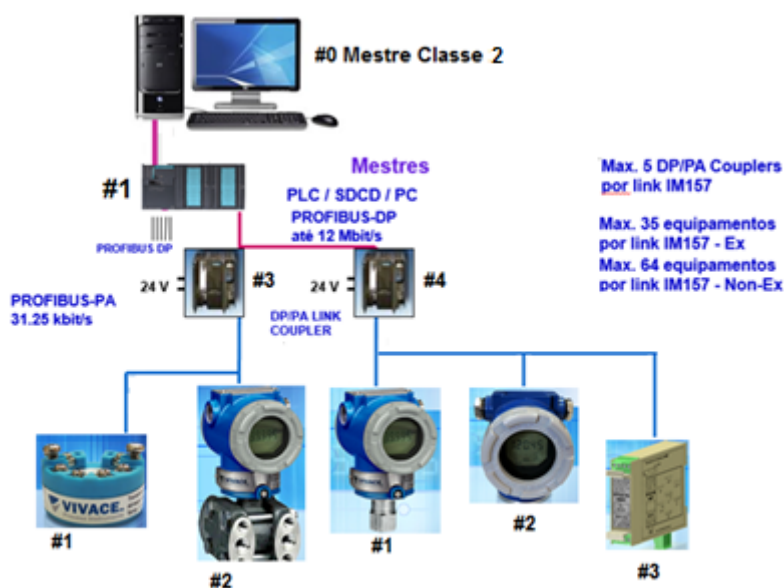 #0 Mestre Classe 2
#1
Mestres
PLC / SDCD / PC
PROFIBUS-DP
até 12 Mbit/s
PROFIBUS DP
Max. 5 DP/PA Couplers
por link IM157
Max. 35 equipamentos
por link IM157 - Ex
Max. 64 equipamentos
por link IM157 - Non-Ex
24 V
#3
24 V
#4
PROFIBUS-PA
31.25 kbit/s
DP/PA LINK
COUPLER
VIVACE
VIVACE
#1
#2
#1
#2
#3